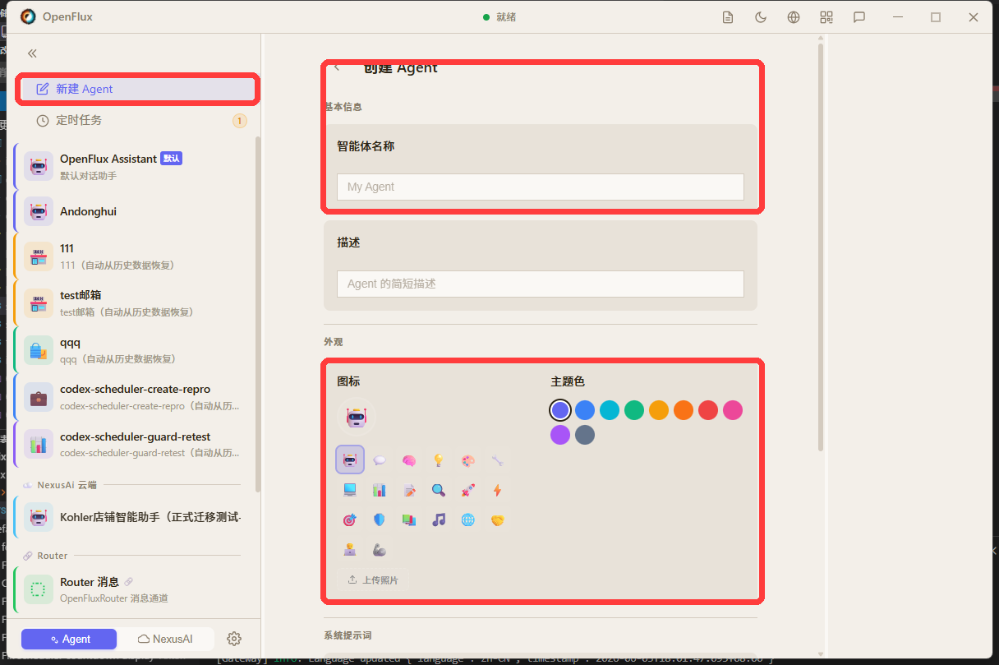 OpenFlux
就绪
新建 Agent
定时任务
1
OpenFlux Assistant 默认
默认对话助手
Andonghui
111
111（自动从历史数据恢复）
test邮箱
test邮箱（自动从历史数据恢复）
qqq
qqq（自动从历史数据恢复）
codex-scheduler-create-repro
codex-scheduler-create-repro（自动从历...
codex-scheduler-guard-retest
codex-scheduler-guard-retest（自动从历...
NexusAi 云端
Kohler店铺智能助手（正式迁移测试-
Router
Router 消息
OpenFluxRouter 消息通道
Agent
NexusAI
创建 Agent
基本信息
智能体名称
My Agent
描述
Agent 的简短描述
外观
图标
主题色
上传照片
系统提示词